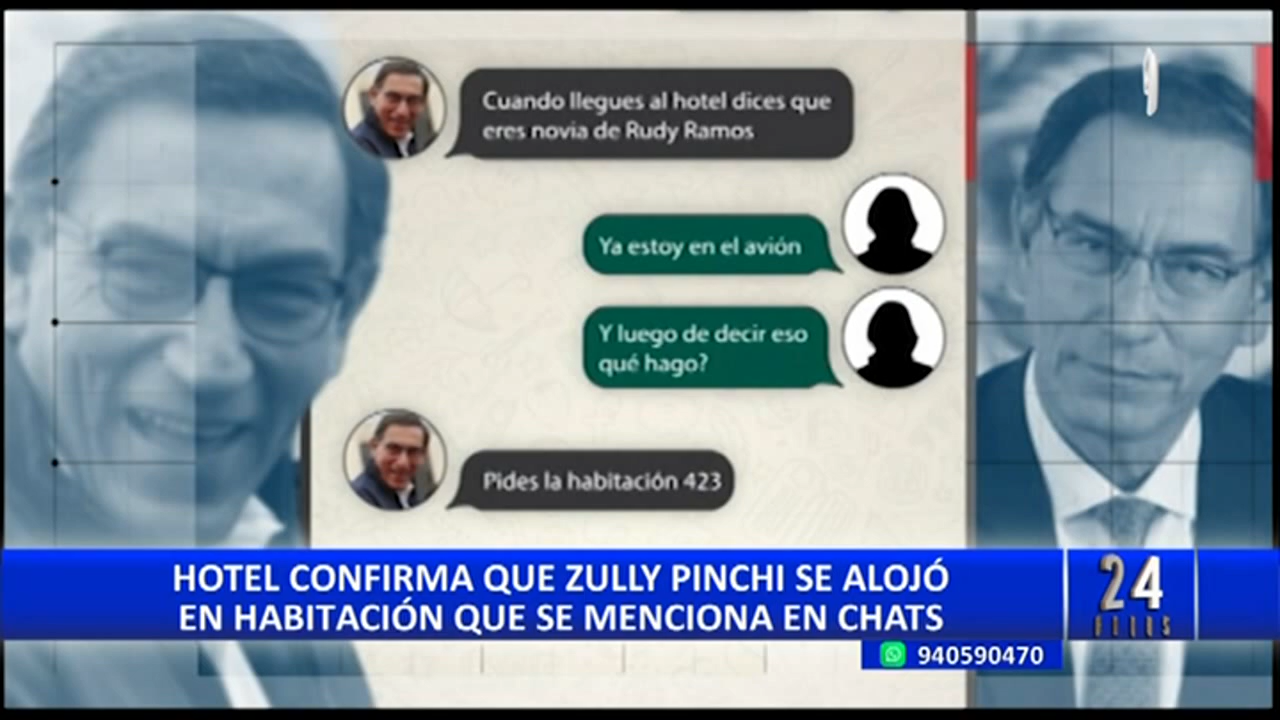 Cuando llegues al hotel dices que
eres novia de Rudy Ramos
Ya estoy en el avión
Y luego de decir eso
qué hago?
Pides la habitación 423
HOTEL CONFIRMA QUE ZULLY PINCHI SE ALOJÓ
EN HABITACIÓN QUE SE MENCIONA EN CHATS
24
HORAS
940590470